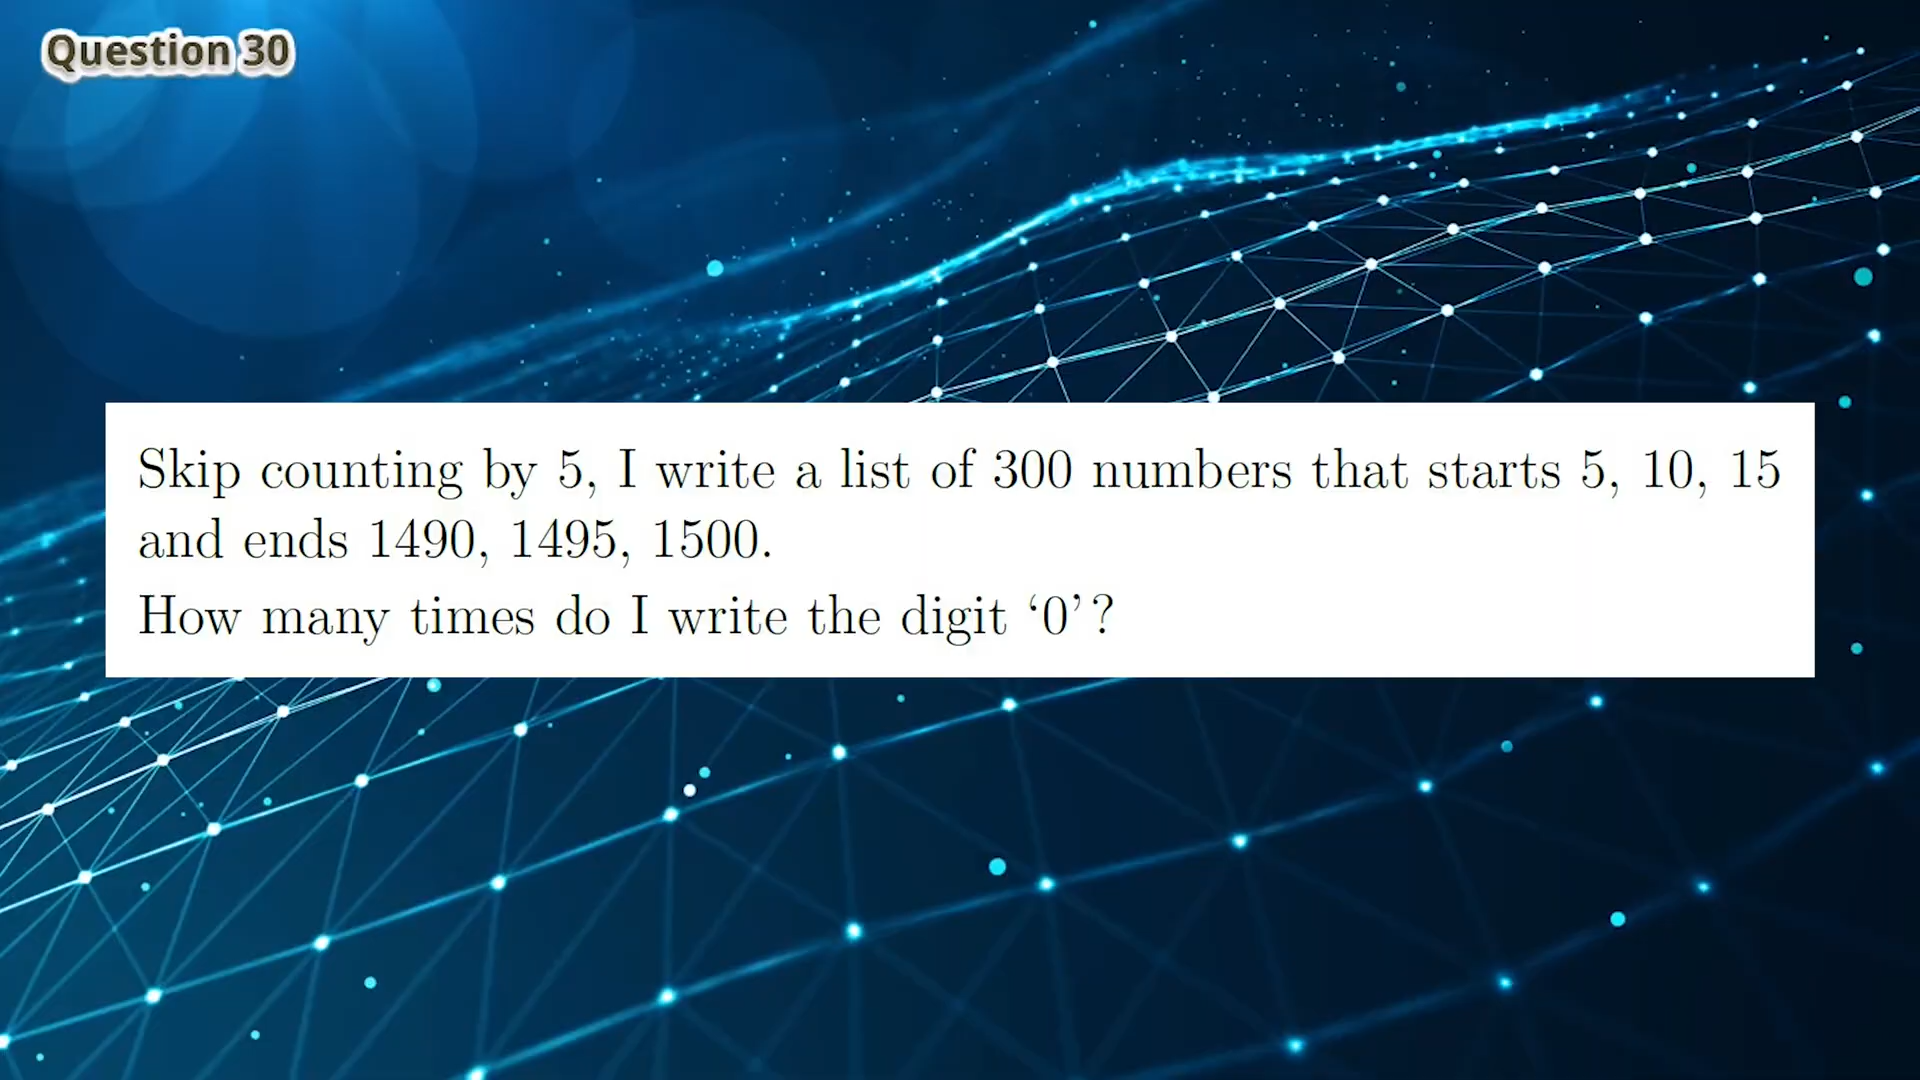 Question 30
Skip counting by 5, I write a list of 300 numbers that starts 5, 10, 15
and ends 1490, 1495, 1500.
How many times do I write the digit ‘0’?